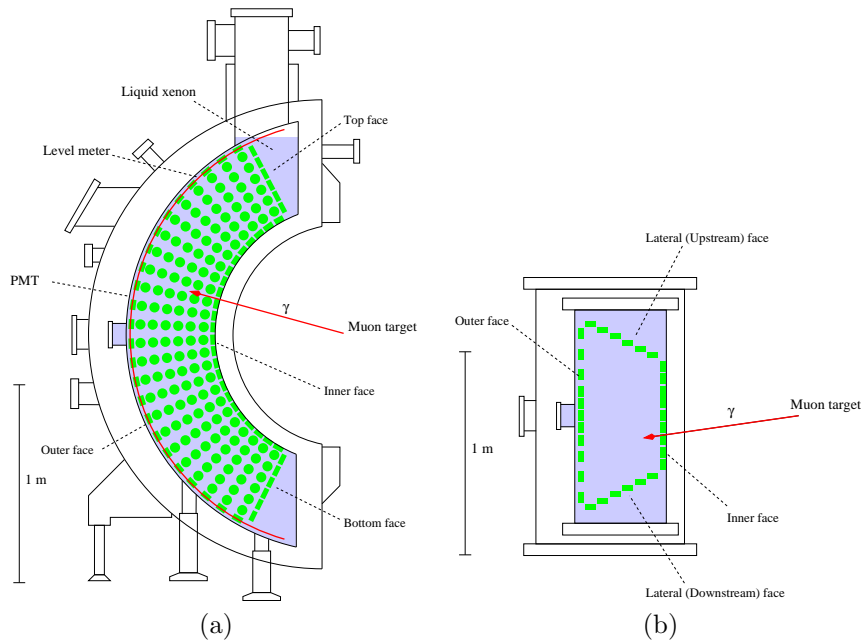 Liquid xenon
Top face
Level meter
PMT
γ
Muon target
Inner face
Outer face
1 m
Bottom face
(a)
Lateral (Upstream) face
Outer face
γ
Muon target
1 m
Inner face
Lateral (Downstream) face
(b)